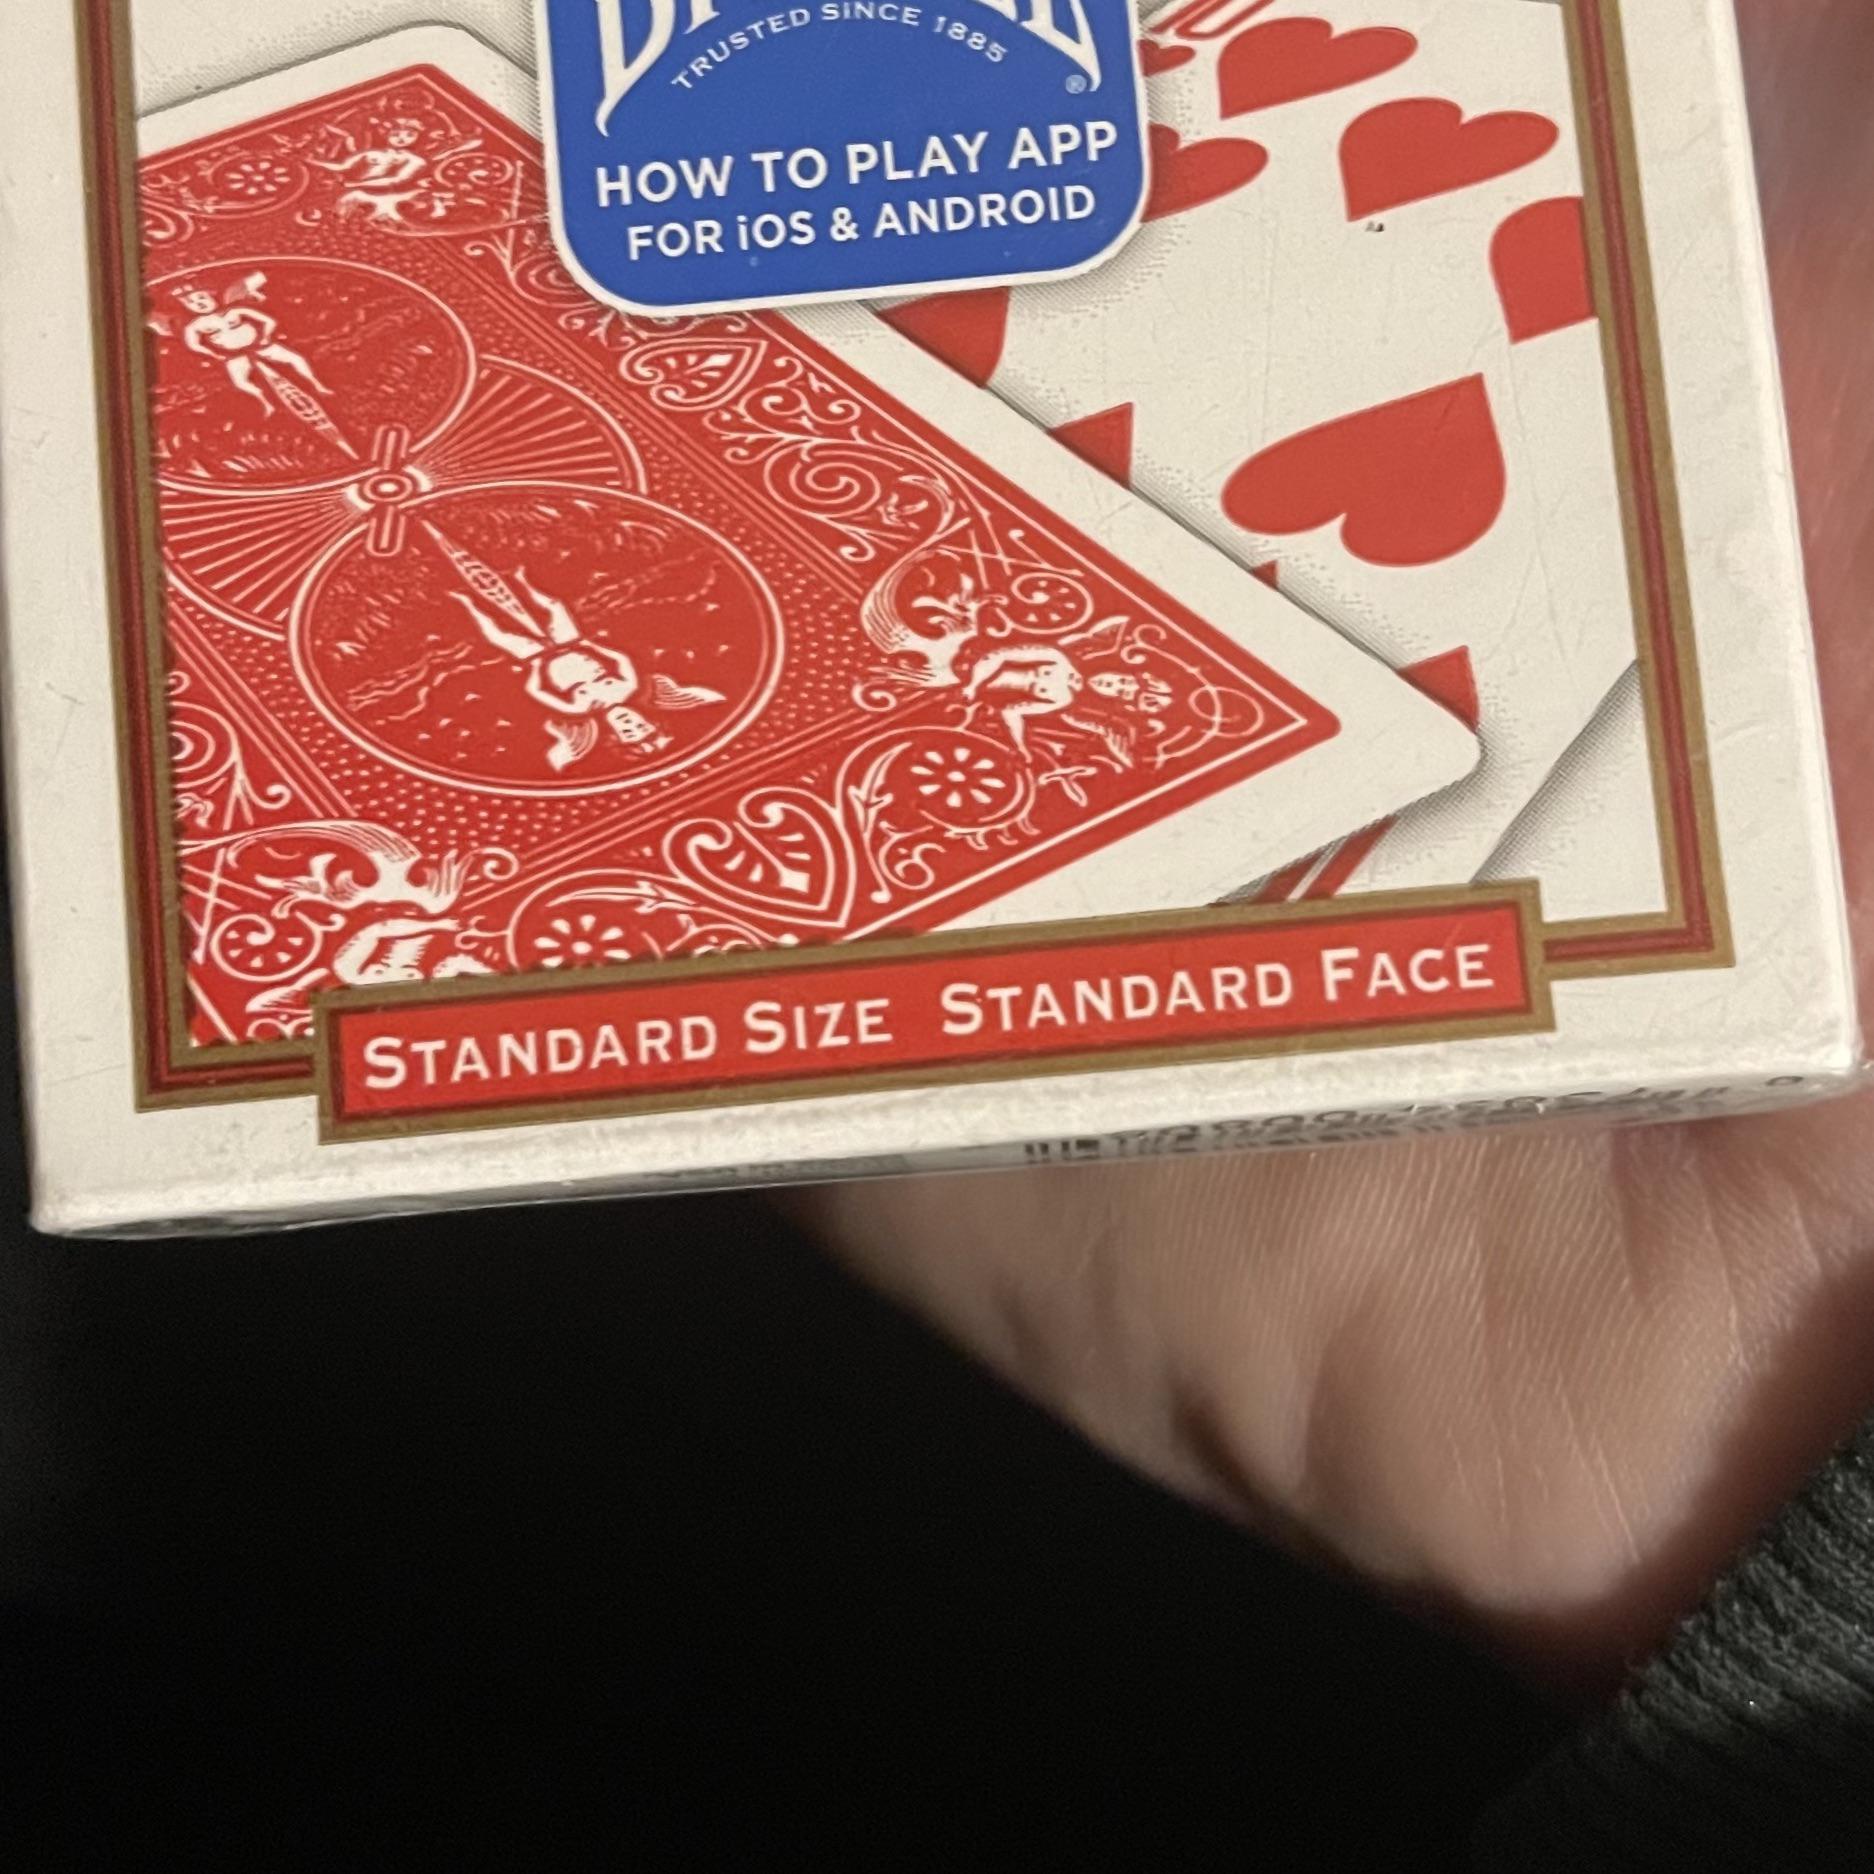 TRUSTED SINCE 1885
®
HOW TO PLAY APP
FOR iOS & ANDROID
STANDARD SIZE STANDARD FACE